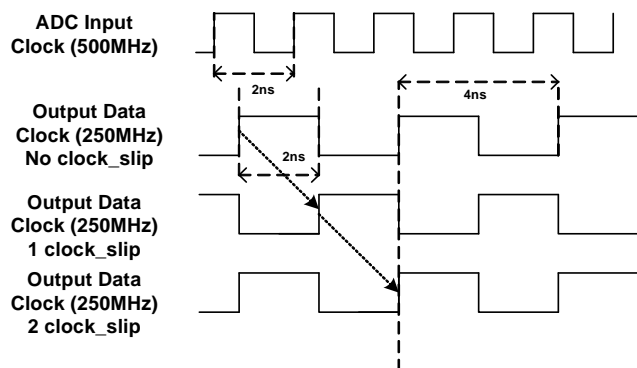 ADC Input
Clock (500MHz)
2ns
4ns
Output Data
Clock (250MHz)
No clock_slip
2ns
Output Data
Clock (250MHz)
1 clock_slip
Output Data
Clock (250MHz)
2 clock_slip